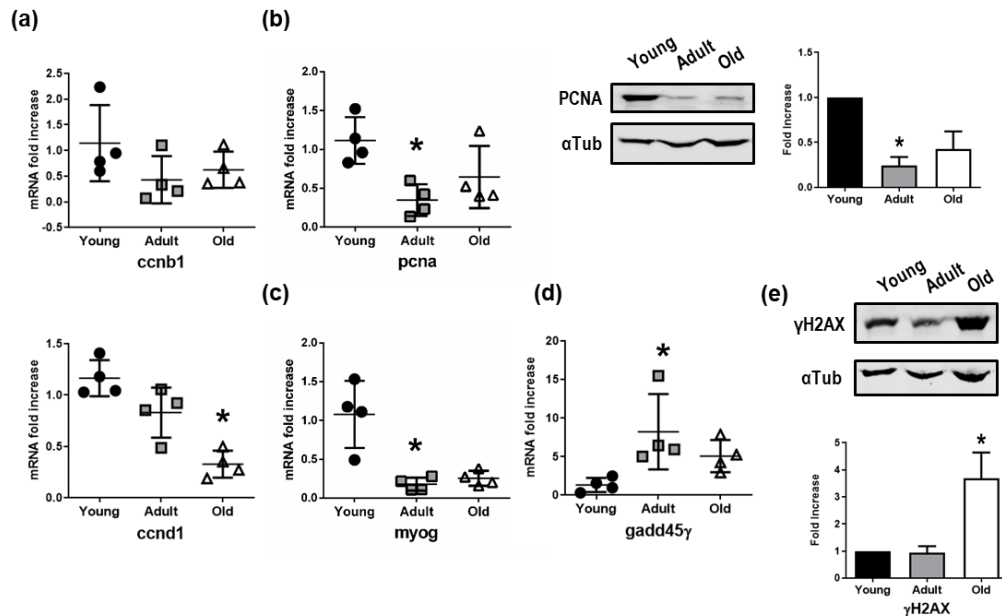 (a)
mRNA fold increase
2.5
2.0
1.5
1.0
0.5
0.0
-0.5
Young Adult Old
ccnb1
mRNA fold increase
1.5
1.0
0.5
0.0
Young Adult Old
ccnd1
(b)
mRNA fold increase
2.0
1.5
1.0
0.5
0.0
*
Young Adult Old
pcna
Young Adult Old
PCNA
αTub
Fold Increase
1.5
1.0
0.5
0.0
*
Young Adult Old
*
(c)
mRNA fold increase
2.0
1.5
1.0
0.5
0.0
*
Young Adult Old
myog
(d)
mRNA fold increase
20
15
10
5
0
*
Young Adult Old
gadd45γ
(e)
Young Adult Old
γH2AX
αTub
Fold Increase
5
4
3
2
1
0
*
Young Adult Old
γH2AX